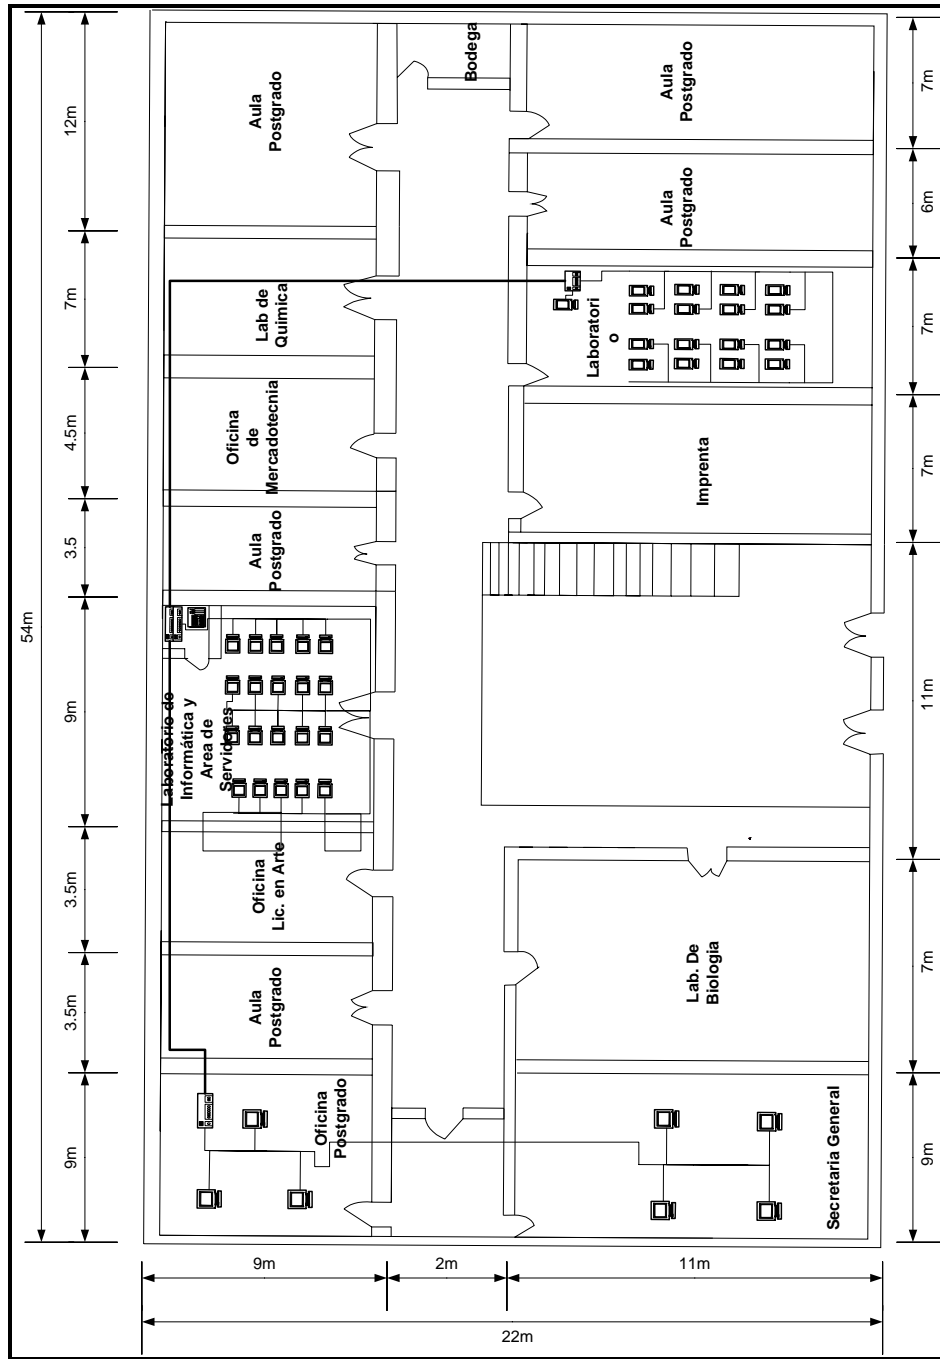 Aula
Postgrado
Bodega
Aula
Postgrado
Aula
Postgrado
Lab de
Quimica
Laboratori
o
Oficina
de
Mercadotecnia
Imprenta
Aula
Postgrado
Laboratorio de
Informática y
Area de
Servidores
Oficina
Lic. en Arte
Lab. De
Biologia
Aula
Postgrado
Oficina
Postgrado
Secretaria General
54m
12m
7m
4.5m
3.5
9m
3.5m
3.5m
9m
7m
6m
7m
7m
11m
7m
9m
9m
2m
11m
22m